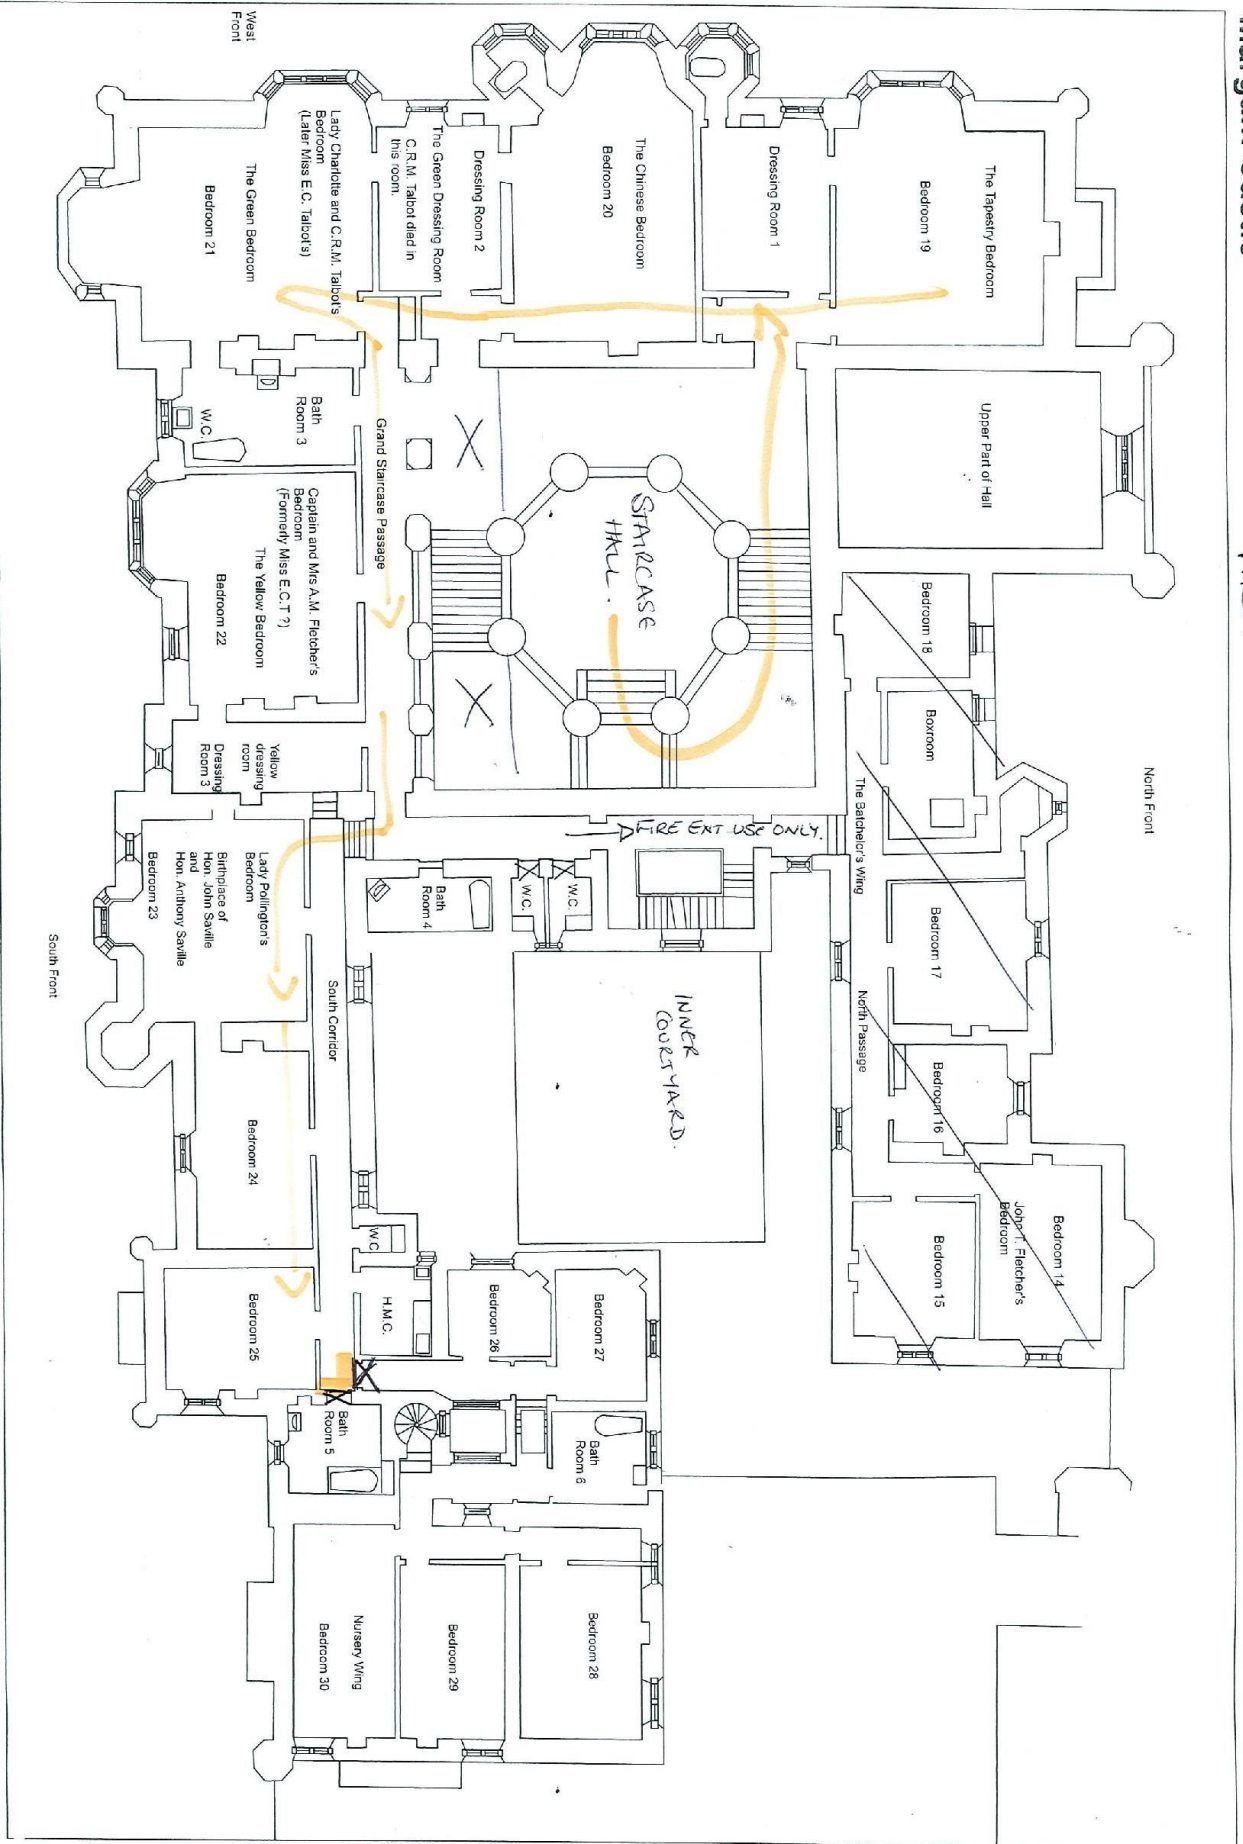 North Front
Upper Part of Hall
The Tapestry Bedroom
Bedroom 19
Bedroom 18
Boxroom
Bedroom 17
Bedroom 16
Bedroom 14
John T. Fletcher's
Bedroom
Bedroom 15
The Batchelor's Wing
North Passage
Dressing Room 1
FIRE EXT USE ONLY.
STAIRCASE
HALL.
INNER
COURTYARD.
The Chinese Bedroom
Bedroom 20
W.C.
W.C.
Bath
Room 4
Bedroom 27
Bedroom 26
Bath
Room 6
Bedroom 28
Bedroom 29
Dressing Room 2
The Green Dressing Room
C.R.M. Talbot died in
this room.
Grand Staircase Passage
W.C.
H.M.C.
South Corridor
Bath
Room 5
Nursery Wing
Bedroom 30
Lady Charlotte and C.R.M. Talbot's
Bedroom
(Later Miss E.C. Talbot's)
The Green Bedroom
Bedroom 21
Bath
Room 3
W.C.
Captain and Mrs A.M. Fletcher's
Bedroom
(Formerly Miss E.C.T ?)
The Yellow Bedroom
Bedroom 22
Yellow
dressing
room
Dressing
Room 3
Lady Pollington's
Bedroom
Birthplace of
Hon. John Saville
and
Hon. Anthony Saville
Bedroom 23
Bedroom 24
Bedroom 25
West
Front
South Front